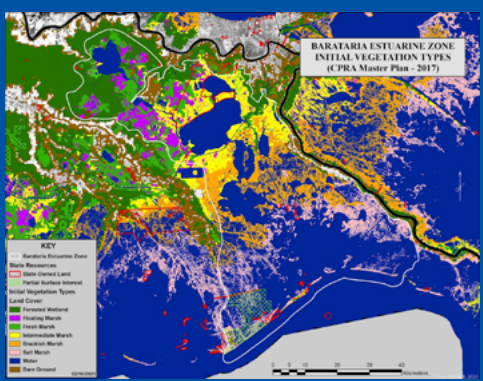 BARATARIA ESTUARINE ZONE
INITIAL VEGETATION TYPES
(CPRA Master Plan - 2017)
KEY
Barataria Estuarine Zone
State Resources
State Owned Land
Partial Surface Interest
Initial Vegetation Types
Land Cover
Forested Wetland
Floating Marsh
Fresh Marsh
Intermediate Marsh
Brackish Marsh
Salt Marsh
Water
Bare Ground
0 5 10 20 30 40
Kilometers